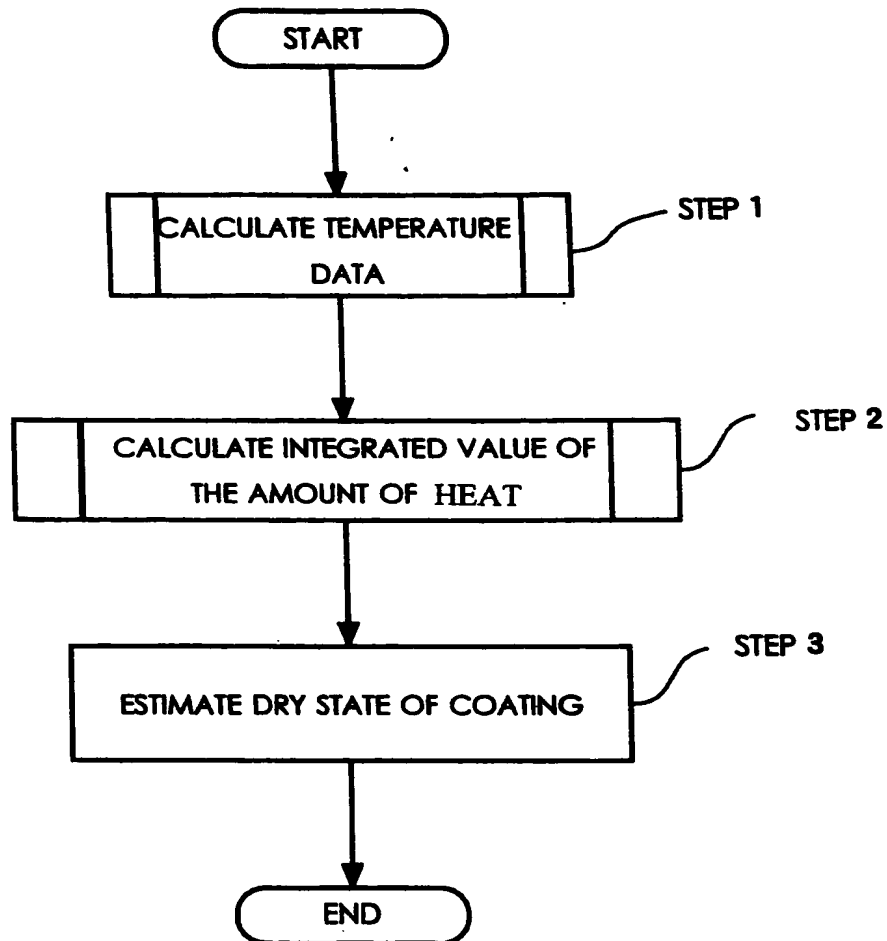 START
CALCULATE TEMPERATURE
DATA
STEP 1
CALCULATE INTEGRATED VALUE OF
THE AMOUNT OF HEAT
STEP 2
ESTIMATE DRY STATE OF COATING
STEP 3
END